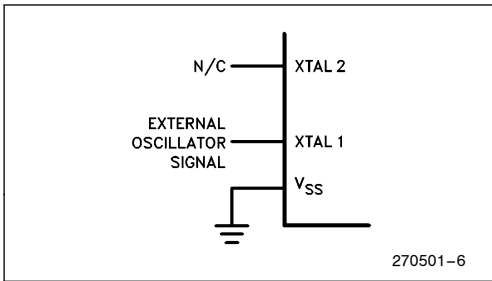 N/C
XTAL 2
EXTERNAL
OSCILLATOR
SIGNAL
XTAL 1
VSS
270501–6